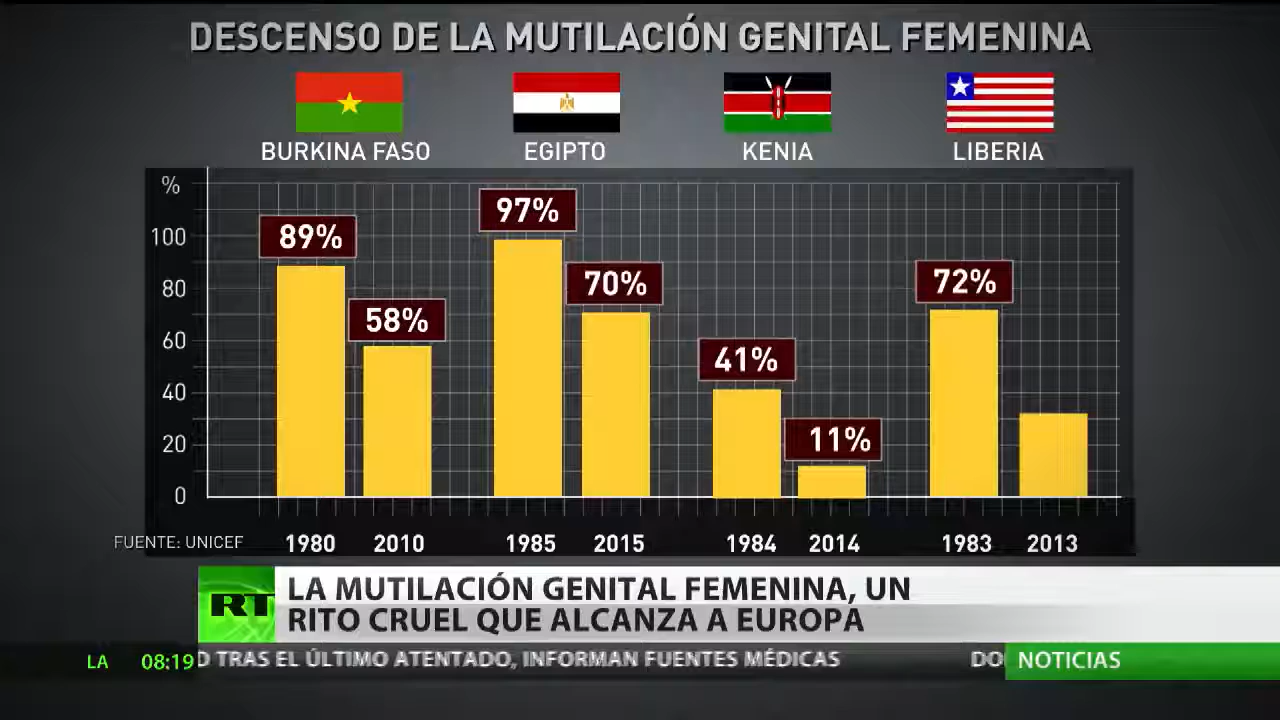 DESCENSO DE LA MUTILACIÓN GENITAL FEMENINA
BURKINA FASO
EGIPTO
KENIA
LIBERIA
%
100
80
60
40
20
0
89%
58%
97%
70%
41%
11%
72%
FUENTE: UNICEF
1980
2010
1985
2015
1984
2014
1983
2013
RT
LA MUTILACIÓN GENITAL FEMENINA, UN
RITO CRUEL QUE ALCANZA A EUROPA
LA 08:19
TRAS EL ÚLTIMO ATENTADO, INFORMAN FUENTES MÉDICAS
NOTICIAS